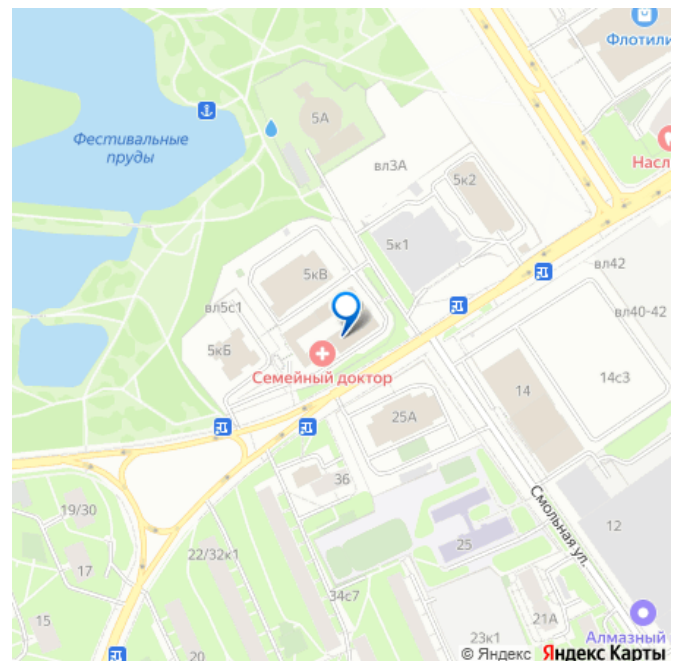 Флотили
5А
Фестивальные
пруды
Насл
вл3А
5к2
5к1
5кВ
вл42
вл5с1
вл40-42
5кБ
Семейный доктор
14
14с3
25А
36
19/30
Смольная ул.
12
22/32к1
25
17
34с7
15
21А
23к1
20
Алмазный
© Яндекс Яндекс Карты